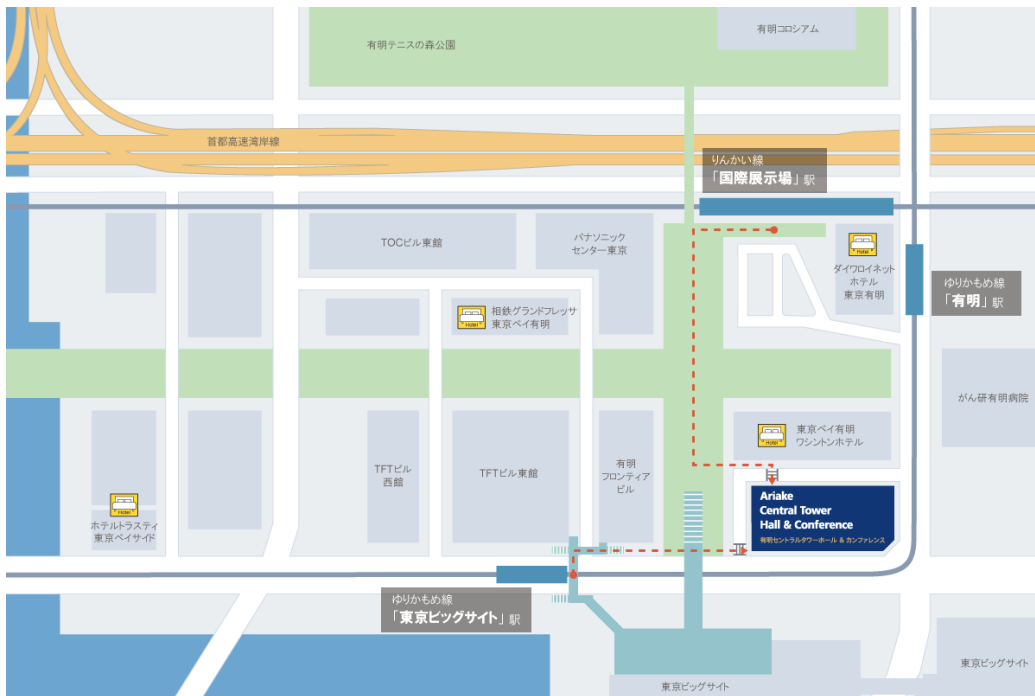 有明コロシアム
有明テニスの森公園
首都高速湾岸線
りんかい線
「国際展示場」駅
TOCビル東館
パナソニック
センター東京
Hotel
ダイワロイネット
ホテル
東京有明
ゆりかもめ線
「有明」駅
Hotel
相鉄グランドフレッサ
東京ベイ有明
がん研有明病院
Hotel
東京ベイ有明
ワシントンホテル
TFTビル
西館
TFTビル東館
有明
フロンティア
ビル
Ariake
Central Tower
Hall & Conference
有明セントラルタワーホール & カンファレンス
Hotel
ホテルトラスティ
東京ベイサイド
ゆりかもめ線
「東京ビッグサイト」駅
東京ビッグサイト
東京ビッグサイト